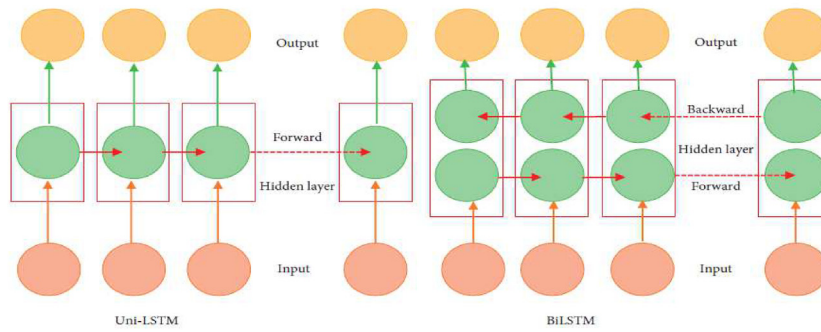 Output
Forward
Hidden layer
Input
Uni-LSTM
Output
Backward
Hidden layer
Forward
Input
BiLSTM